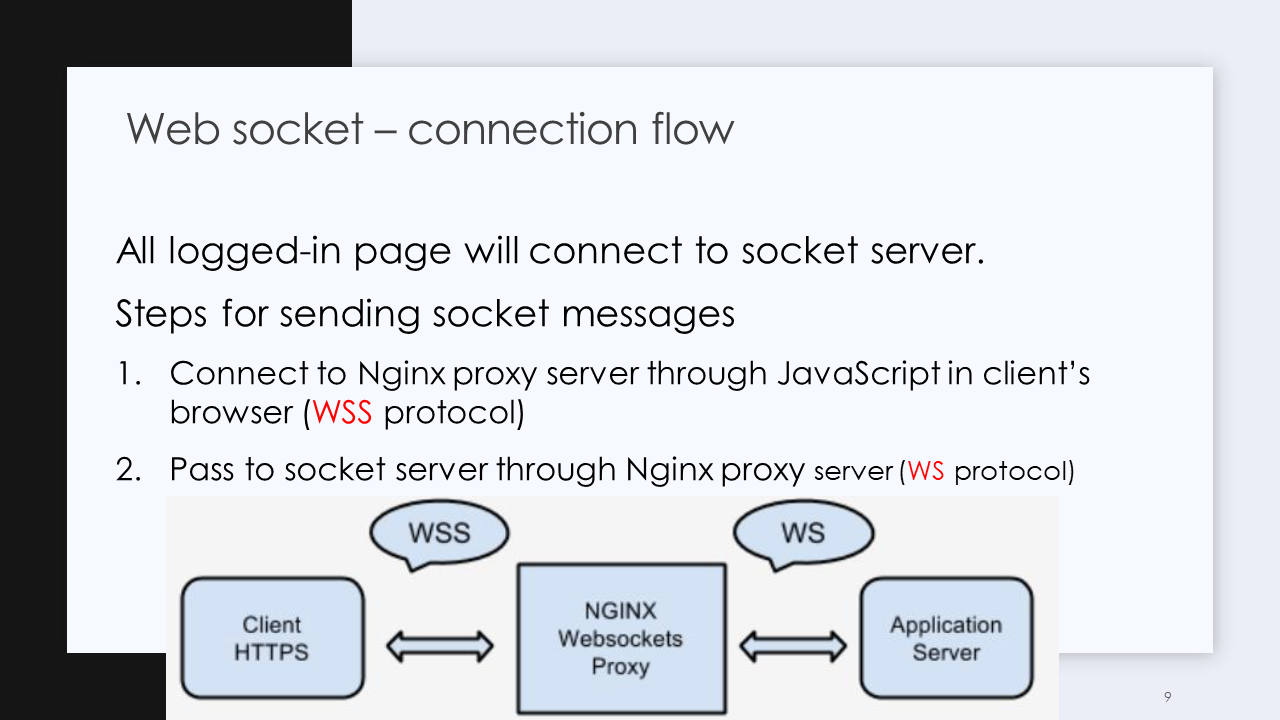 Web socket – connection flow
All logged-in page will connect to socket server.
Steps for sending socket messages
1. Connect to Nginx proxy server through JavaScript in client’s
browser (WSS protocol)
2. Pass to socket server through Nginx proxy server (WS protocol)
WSS
WS
Client
HTTPS
NGINX
Websockets
Proxy
Application
Server
9